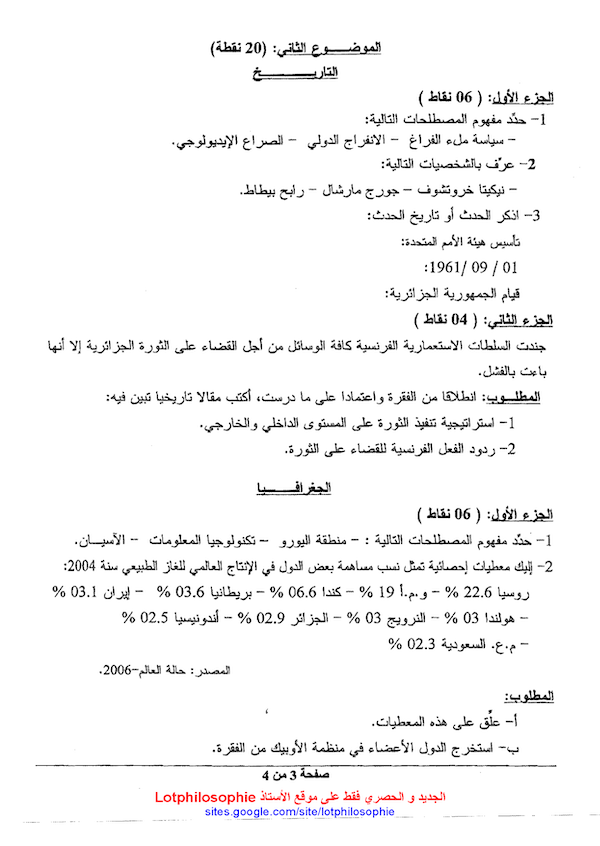 الموضـــوع الثاني: (20 نقطة)
التاريـــــــــخ
الجزء الأول: ( 06 نقاط )
1- حدّد مفهوم المصطلحات التالية:
– سياسة ملء الفراغ – الانفراج الدولي – الصراع الإيديولوجي.
2- عرّف بالشخصيات التالية:
– نيكيتا خروتشوف – جورج مارشال – رابح بيطاط.
3- اذكر الحدث أو تاريخ الحدث:
تأسيس هيئة الأمم المتحدة:
01 / 09 /1961:
قيام الجمهورية الجزائرية:
الجزء الثاني: ( 04 نقاط )
جندت السلطات الاستعمارية الفرنسية كافة الوسائل من أجل القضاء على الثورة الجزائرية إلا أنها
باءت بالفشل.
المطلـــوب: انطلاقا من الفقرة واعتمادا على ما درست، أكتب مقالا تاريخيا تبين فيه:
1- استراتيجية تنفيذ الثورة على المستوى الداخلي والخارجي.
2- ردود الفعل الفرنسية للقضاء على الثورة.
الجغرافـــــــيا
الجزء الأول: ( 06 نقاط )
1- حدّد مفهوم المصطلحات التالية : – منطقة اليورو – تكنولوجيا المعلومات – الآسيـان.
2- إليك معطيات إحصائية تمثل نسب مساهمة بعض الدول في الإنتاج العالمي للغاز الطبيعي سنة 2004:
روسيا 22.6 % – و.م.أ 19 % – كندا 06.6 % – بريطانيا 03.6 % – إيران 03.1 %
– هولندا 03 % – النرويج 03 % – الجزائر 02.9 % – أندونيسيا 02.5 %
– م.ع. السعودية 02.3 %
المصدر: حالة العالم-2006.
المطلوب:
أ- علّق على هذه المعطيات.
ب- استخرج الدول الأعضاء في منظمة الأوبيك من الفقرة.
صفحة 3 من 4
الجديد و الحصري فقط على موقع الأستاذ Lotphilosophie
sites.google.com/site/lotphilosophie